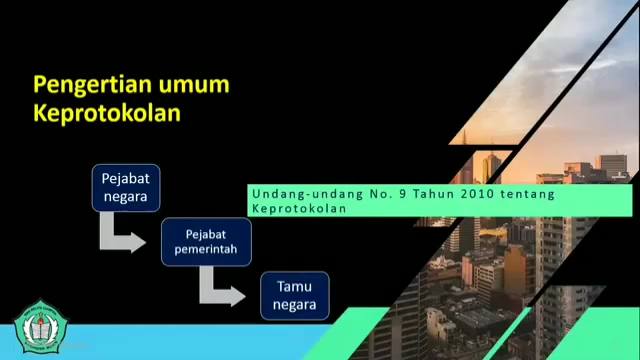 Pengertian umum
Keprotokolan
Pejabat
negara
Undang-undang No. 9 Tahun 2010 tentang
Keprotokolan
Pejabat
pemerintah
Tamu
negara